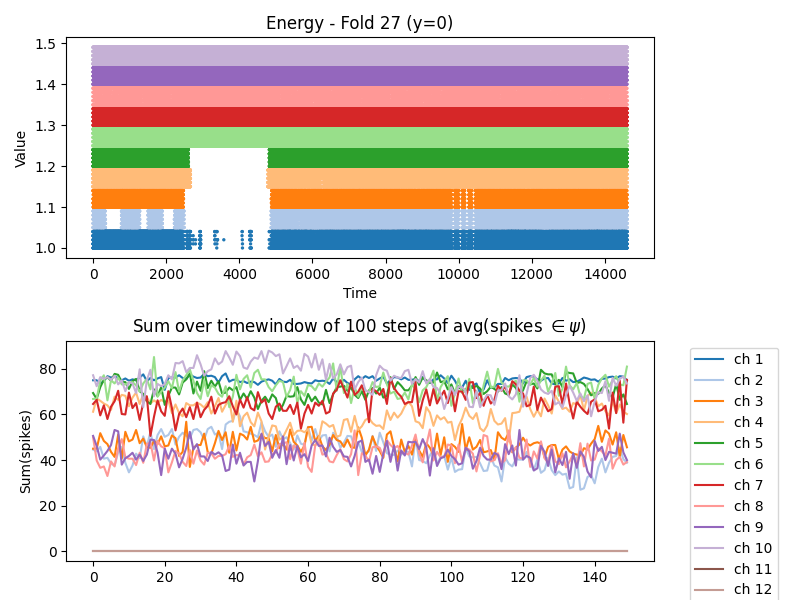 Energy - Fold 27 (y=0)
1.5
1.4
1.3
1.2
1.1
1.0
Value
0 2000 4000 6000 8000 10000 12000 14000
Time
Sum over timewindow of 100 steps of avg(spikes ∈ ψ)
80
60
40
20
0
Sum(spikes)
0 20 40 60 80 100 120 140
ch 1
ch 2
ch 3
ch 4
ch 5
ch 6
ch 7
ch 8
ch 9
ch 10
ch 11
ch 12